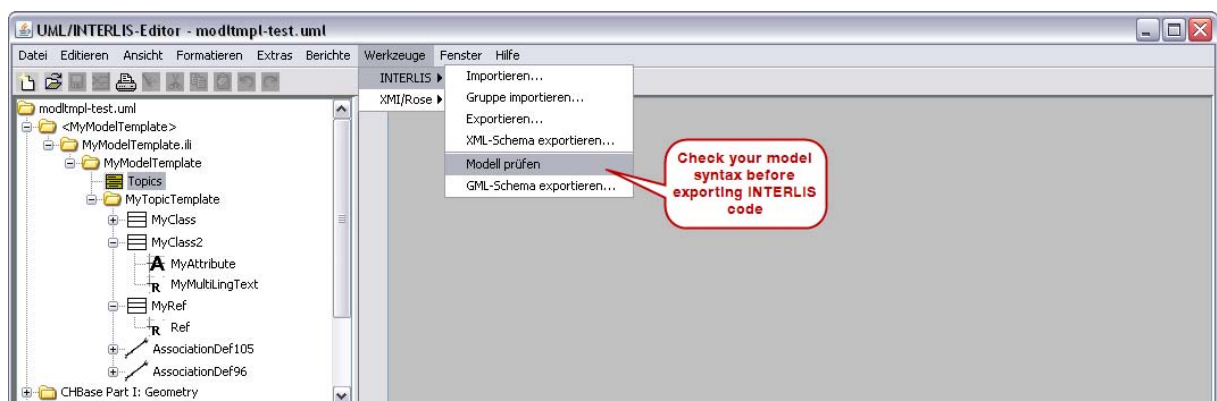 UML/INTERLIS-Editor - modltmpl-test.uml
Datei Editieren Ansicht Formatieren Extras Berichte Werkzeuge Fenster Hilfe
INTERLIS
XMI/Rose
Importieren...
Gruppe importieren...
Exportieren...
XML-Schema exportieren...
Modell prüfen
GML-Schema exportieren...
Check your model
syntax before
exporting INTERLIS
code
modltmpl-test.uml
<MyModelTemplate>
MyModelTemplate.ili
MyModelTemplate
Topics
MyTopicTemplate
MyClass
MyClass2
A MyAttribute
R MyMultiLingText
MyRef
R Ref
AssociationDef105
AssociationDef96
CHBase Part I: Geometry